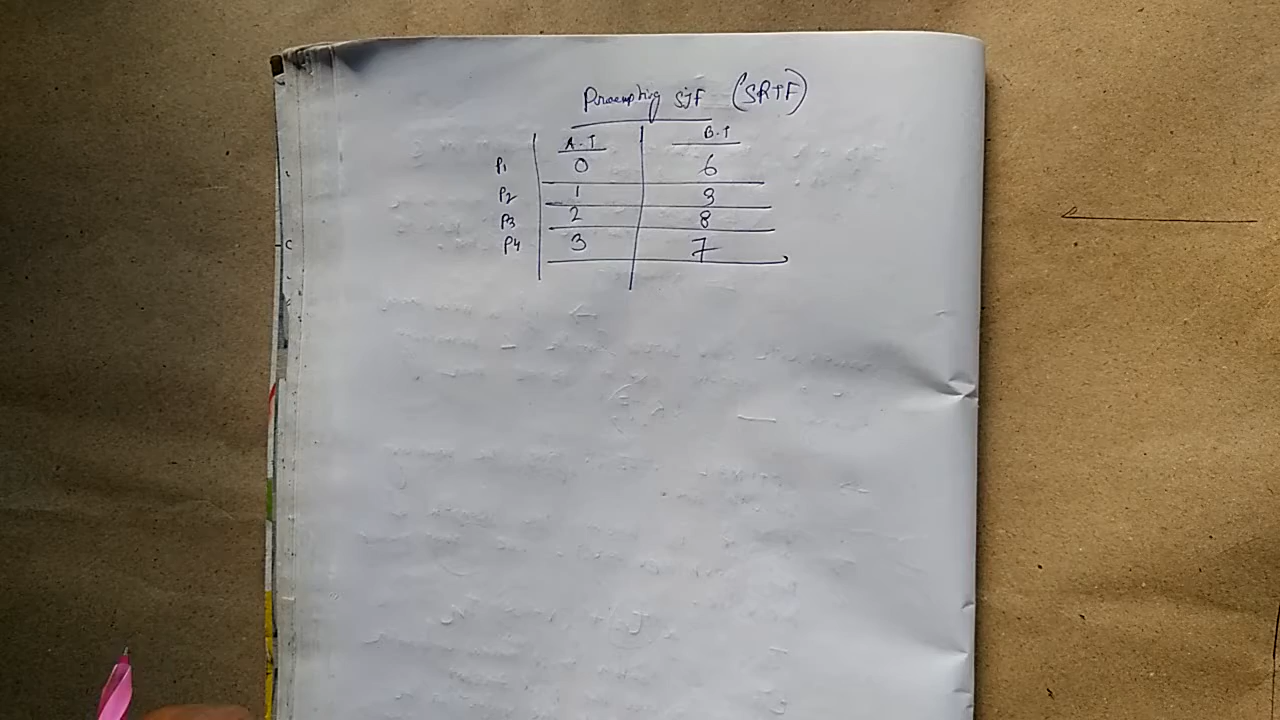 Preempting SJF (SRTF)
A.T B.T
P1 0 6
P2 1 3
P3 2 8
P4 3 7